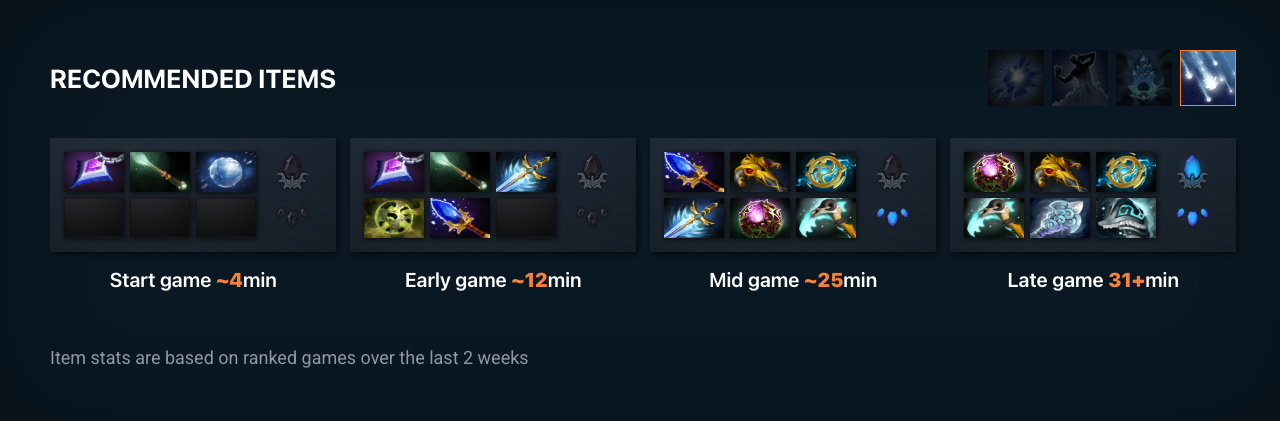 RECOMMENDED ITEMS
Start game ~4min
Early game ~12min
Mid game ~25min
Late game 31+min
Item stats are based on ranked games over the last 2 weeks